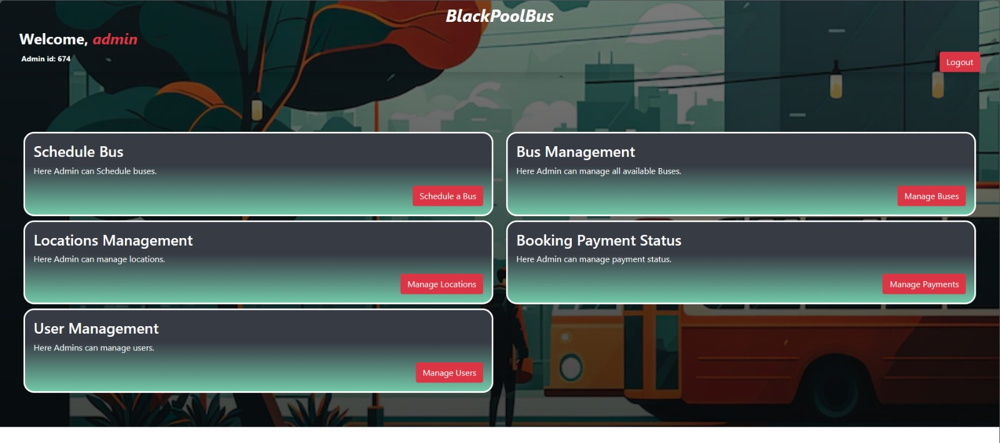 BlackPoolBus
Welcome, admin
Admin id: 674
Logout
Schedule Bus
Here Admin can Schedule buses.
Schedule a Bus
Bus Management
Here Admin can manage all available Buses.
Manage Buses
Locations Management
Here Admin can manage locations.
Manage Locations
Booking Payment Status
Here Admin can manage payment status.
Manage Payments
User Management
Here Admins can manage users.
Manage Users